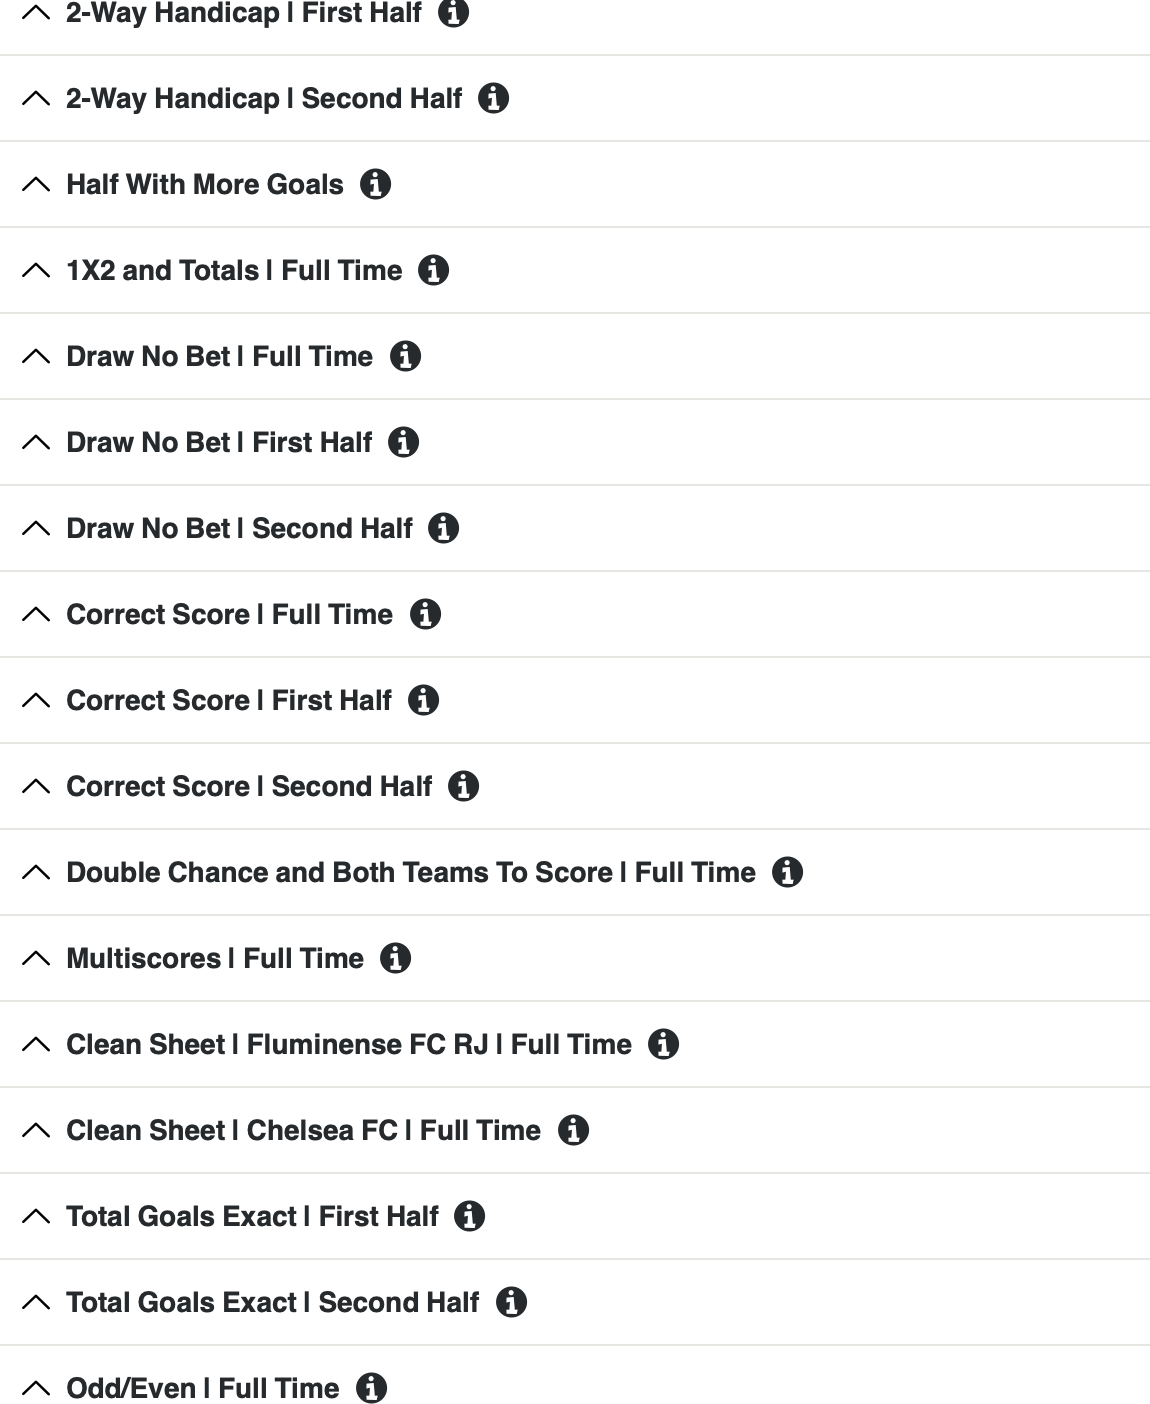 2-Way Handicap | First Half
2-Way Handicap | Second Half
Half With More Goals
1X2 and Totals | Full Time
Draw No Bet | Full Time
Draw No Bet | First Half
Draw No Bet | Second Half
Correct Score | Full Time
Correct Score | First Half
Correct Score | Second Half
Double Chance and Both Teams To Score | Full Time
Multiscores | Full Time
Clean Sheet | Fluminense FC RJ | Full Time
Clean Sheet | Chelsea FC | Full Time
Total Goals Exact | First Half
Total Goals Exact | Second Half
Odd/Even | Full Time